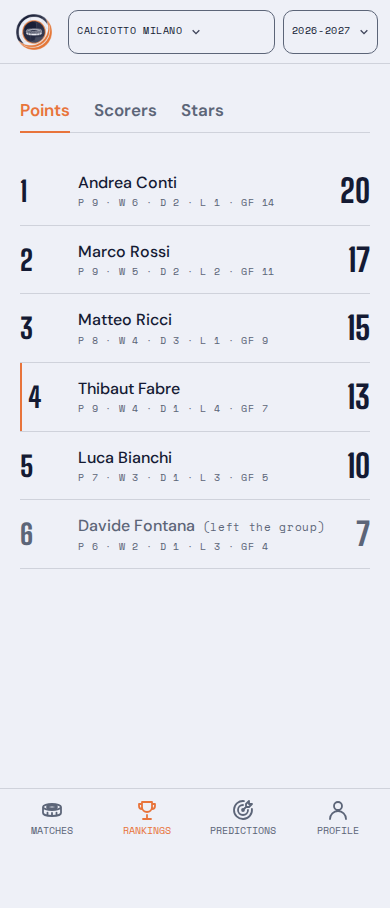 CALCIOTTO MILANO
2026-2027
Points Scorers Stars
1 Andrea Conti 20
P 9 · W 6 · D 2 · L 1 · GF 14
2 Marco Rossi 17
P 9 · W 5 · D 2 · L 2 · GF 11
3 Matteo Ricci 15
P 8 · W 4 · D 3 · L 1 · GF 9
4 Thibaut Fabre 13
P 9 · W 4 · D 1 · L 4 · GF 7
5 Luca Bianchi 10
P 7 · W 3 · D 1 · L 3 · GF 5
6 Davide Fontana (left the group) 7
P 6 · W 2 · D 1 · L 3 · GF 4
MATCHES RANKINGS PREDICTIONS PROFILE